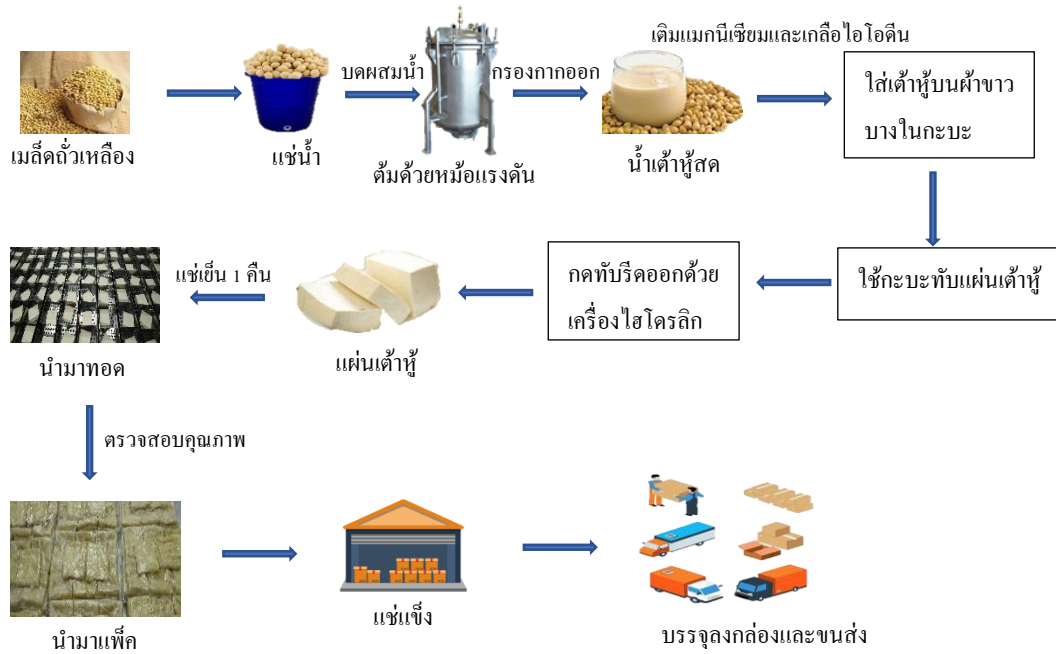 เมล็ดถั่วเหลือง
แช่น้ำ
บดผสมน้ำ
ต้มด้วยหม้อแรงดัน
กรองกากออก
น้ำเต้าหู้สด
เติมแมกนีเซียมและเกลือไอโอดีน
ใส่เต้าหู้บนผ้าขาว
บางในกะบะ
ใช้กะบะทับแผ่นเต้าหู้
กดทับรีดออกด้วย
เครื่องไฮโดรลิก
แผ่นเต้าหู้
แช่เย็น 1 คืน
นำมาทอด
ตรวจสอบคุณภาพ
นำมาแพ็ค
แช่แข็ง
บรรจุลงกล่องและขนส่ง